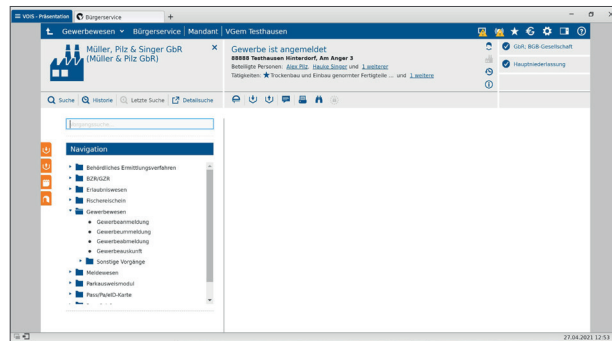 VOIS - Präsentation
Bürgerservice
Gewerbewesen Bürgerservice | Mandant | VGem Testhausen
Müller, Pilz & Singer GbR
(Müller & Pilz GbR)
Gewerbe ist angemeldet
88888 Testhausen Hinterdorf, Am Anger 3
Beteiligte Personen: Alex Pilz, Hauke Singer und 1 weiterer
Tätigkeiten: Trockenbau und Einbau genormter Fertigteile ... und 1 weitere
GbR; BGB-Gesellschaft
Hauptniederlassung
Suche Historie Letzte Suche Detailsuche
Vorgangssuche...
Navigation
Behördliches Ermittlungsverfahren
BZR/GZR
Erlaubniswesen
Fischereischein
Gewerbewesen
Gewerbeanmeldung
Gewerbeummeldung
Gewerbeabmeldung
Gewerbeauskunft
Sonstige Vorgänge
Meldewesen
Parkausweismodul
Pass/PA/eID-Karte
27.04.2021 12:53